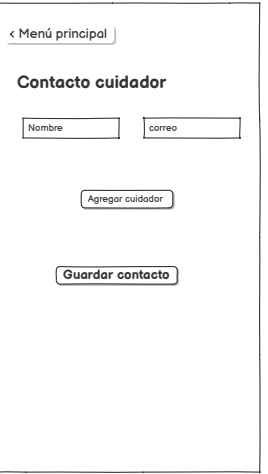 < Menú principal
Contacto cuidador
Nombre
correo
Agregar cuidador
Guardar contacto